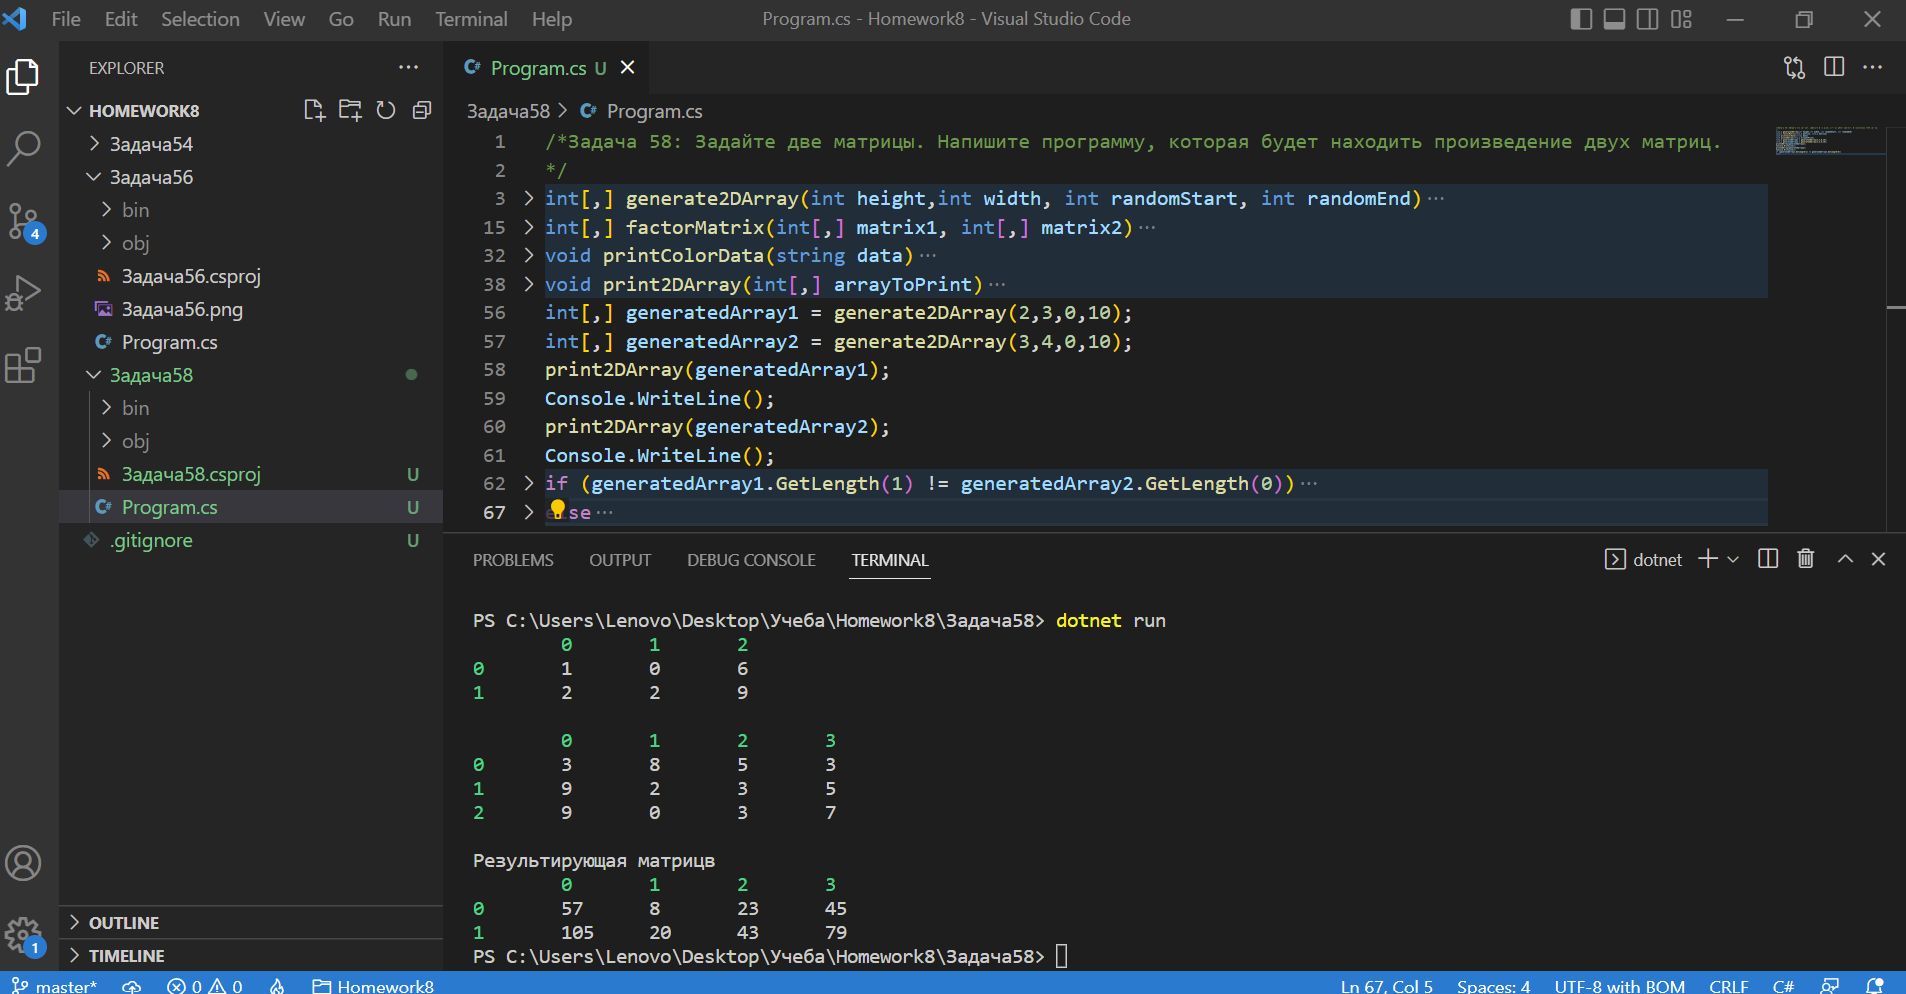 File Edit Selection View Go Run Terminal Help Program.cs - Homework8 - Visual Studio Code
EXPLORER
HOMEWORK8
Задача54
Задача56
bin
obj
Задача56.csproj
Задача56.png
Program.cs
Задача58
bin
obj
Задача58.csproj U
Program.cs U
.gitignore U
OUTLINE
TIMELINE
4
1
Program.cs U
Задача58 > Program.cs
1 /*Задача 58: Задайте две матрицы. Напишите программу, которая будет находить произведение двух матриц.
2 */
3 int[,] generate2DArray(int height,int width, int randomStart, int randomEnd)···
15 int[,] factorMatrix(int[,] matrix1, int[,] matrix2)···
32 void printColorData(string data)···
38 void print2DArray(int[,] arrayToPrint)···
56 int[,] generatedArray1 = generate2DArray(2,3,0,10);
57 int[,] generatedArray2 = generate2DArray(3,4,0,10);
58 print2DArray(generatedArray1);
59 Console.WriteLine();
60 print2DArray(generatedArray2);
61 Console.WriteLine();
62 if (generatedArray1.GetLength(1) != generatedArray2.GetLength(0))···
67 else···
PROBLEMS OUTPUT DEBUG CONSOLE TERMINAL dotnet
PS C:\Users\Lenovo\Desktop\Учеба\Homework8\Задача58> dotnet run
0 1 2
0 1 0 6
1 2 2 9
0 1 2 3
0 3 8 5 3
1 9 2 3 5
2 9 0 3 7
Результирующая матрицв
0 1 2 3
0 57 8 23 45
1 105 20 43 79
PS C:\Users\Lenovo\Desktop\Учеба\Homework8\Задача58>
master* 0 0 Homework8 Ln 67, Col 5 Spaces: 4 UTF-8 with BOM CRLF C#